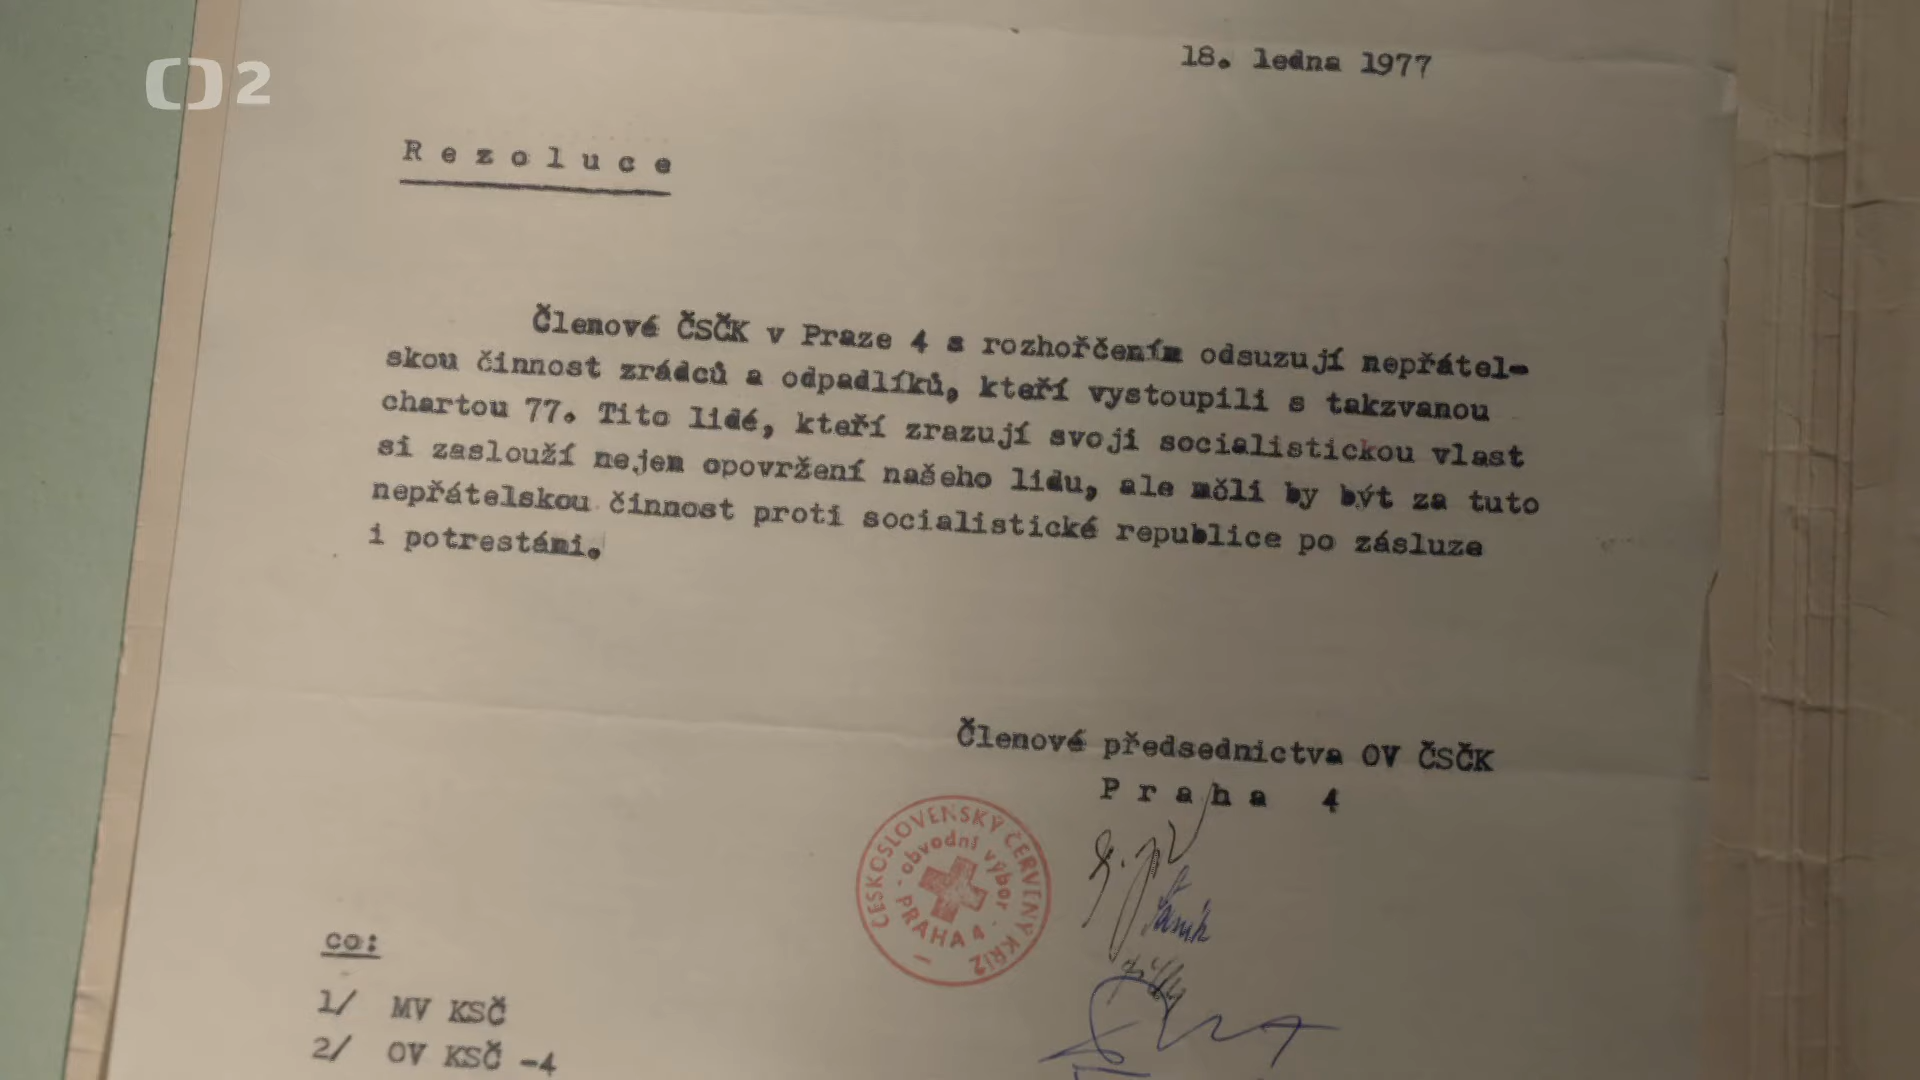 2
18. ledna 1977
R e z o l u c e
Členové ČSČK v Praze 4 s rozhořčením odsuzují nepřátel-
skou činnost zrádců a odpadlíků, kteří vystoupili s takzvanou
chartou 77. Tito lidé, kteří zrazují svoji socialistickou vlast
si zaslouží nejen opovržení našeho lidu, ale měli by být za tuto
nepřátelskou činnost proti socialistické republice po zásluze
i potrestáni.
Členové předsednictva OV ČSČK
P r a h a 4
ČESKOSLOVENSKÝ ČERVENÝ KŘÍŽ
obvodní výbor
PRAHA 4
co:
1/ MV KSČ
2/ OV KSČ -4